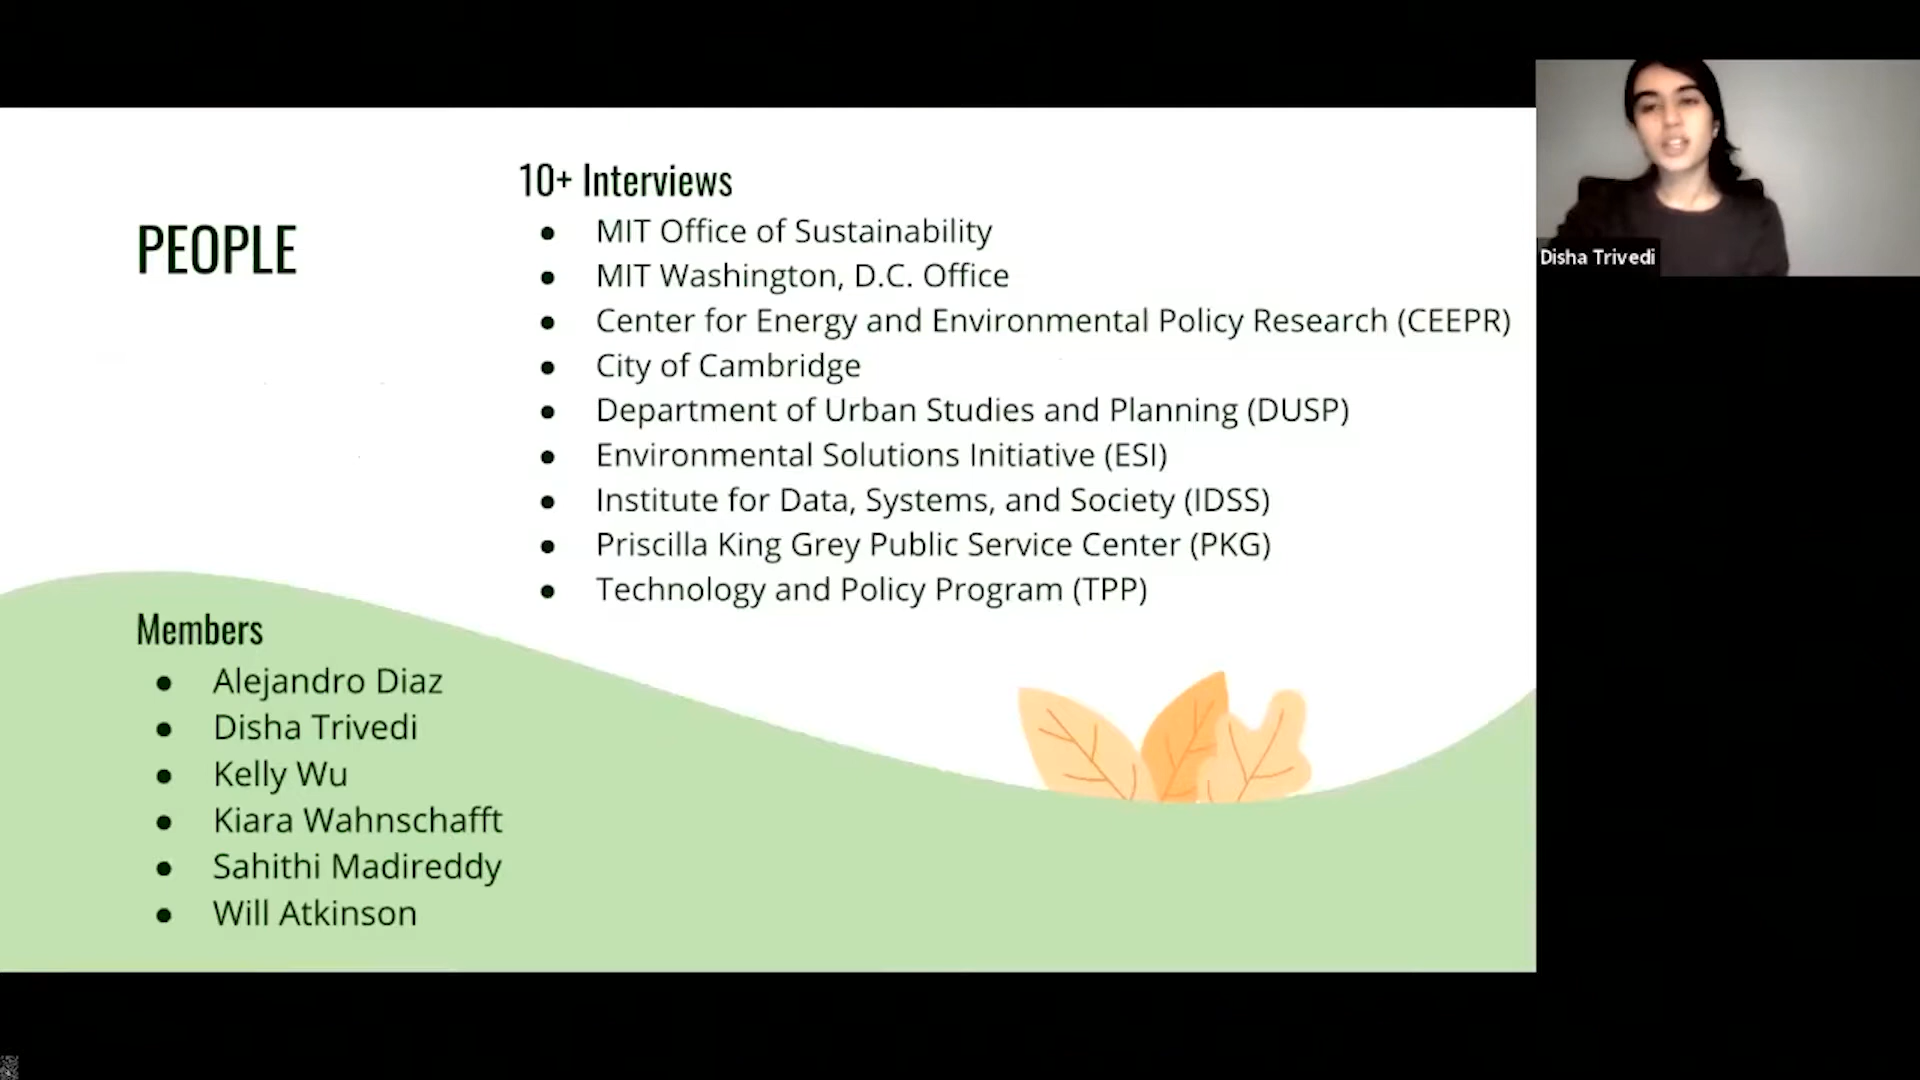 PEOPLE
10+ Interviews
● MIT Office of Sustainability
● MIT Washington, D.C. Office
● Center for Energy and Environmental Policy Research (CEEPR)
● City of Cambridge
● Department of Urban Studies and Planning (DUSP)
● Environmental Solutions Initiative (ESI)
● Institute for Data, Systems, and Society (IDSS)
● Priscilla King Grey Public Service Center (PKG)
● Technology and Policy Program (TPP)
Members
● Alejandro Diaz
● Disha Trivedi
● Kelly Wu
● Kiara Wahnschafft
● Sahithi Madireddy
● Will Atkinson
Disha Trivedi